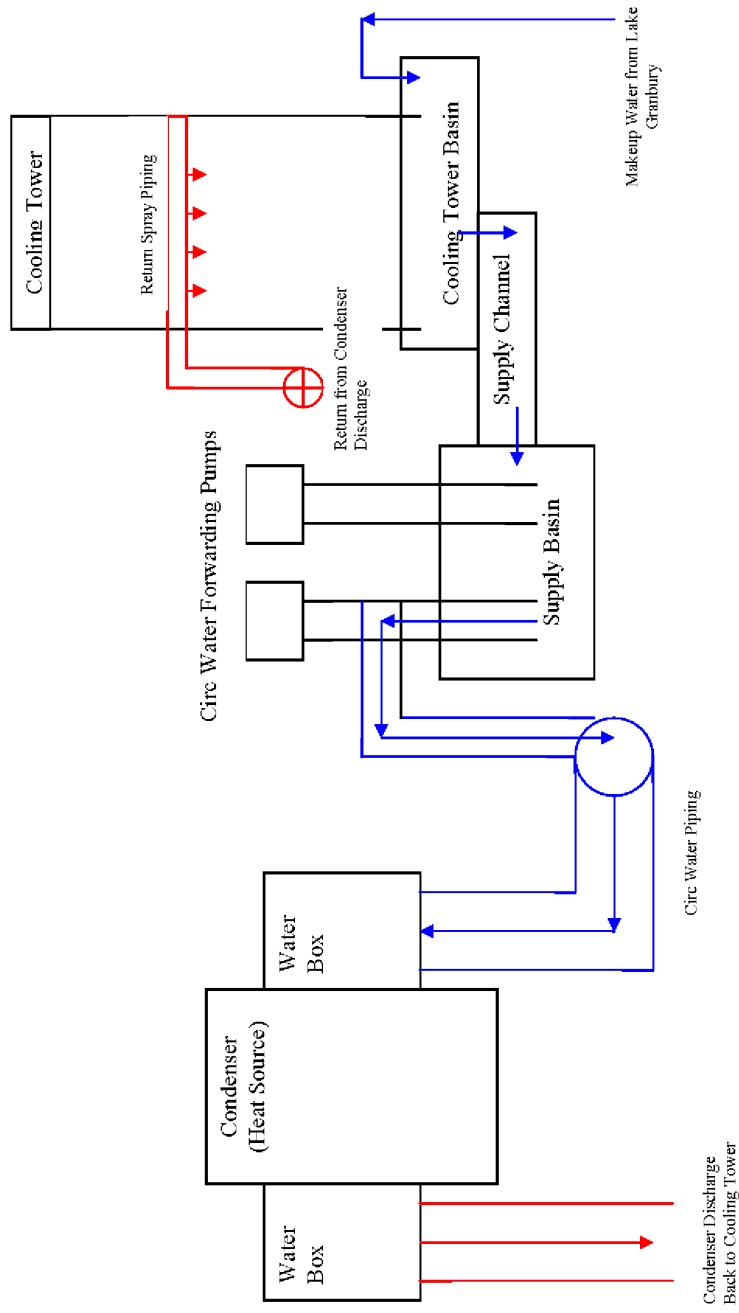 Cooling Tower
Return Spray Piping
Return from Condenser
Discharge
Cooling Tower Basin
Supply Channel
Makeup Water from Lake
Granbury
Circ Water Forwarding Pumps
Supply Basin
Circ Water Piping
Water
Box
Condenser
(Heat Source)
Water
Box
Condenser Discharge
Back to Cooling Tower